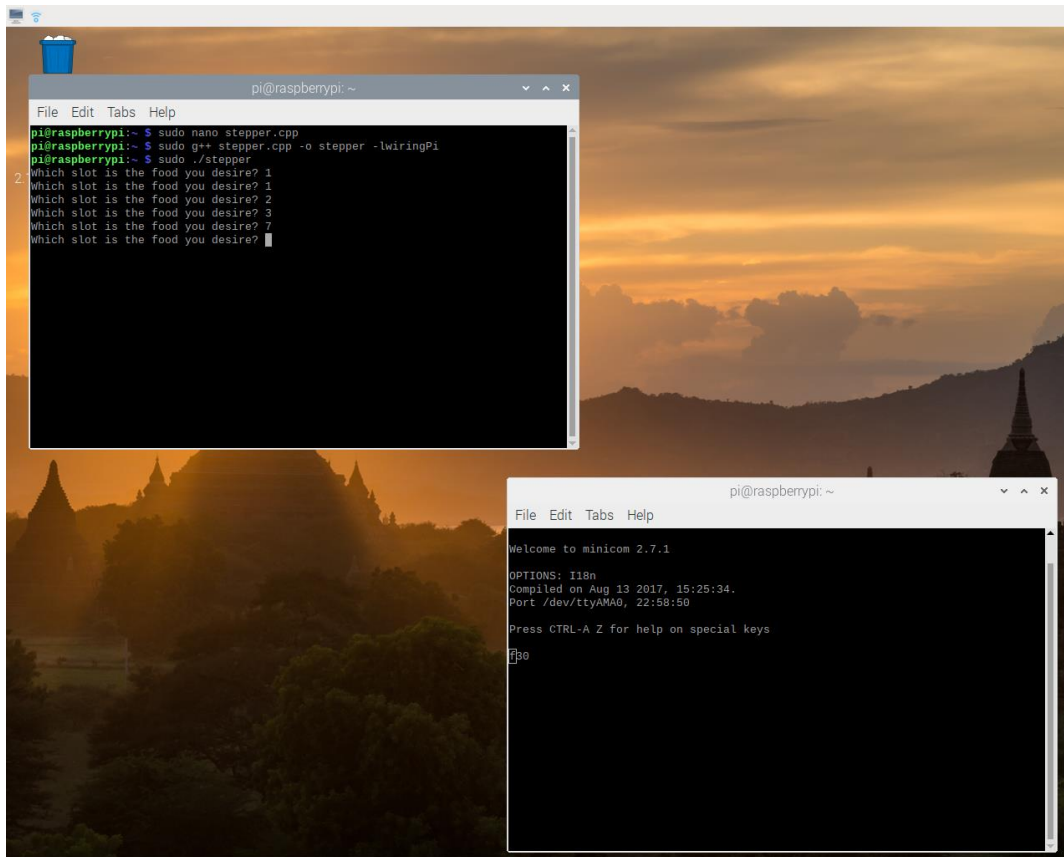 pi@raspberrypi: ~
File Edit Tabs Help
pi@raspberrypi:~ $ sudo nano stepper.cpp
pi@raspberrypi:~ $ sudo g++ stepper.cpp -o stepper -lwiringPi
pi@raspberrypi:~ $ sudo ./stepper
2.
Which slot is the food you desire? 1
Which slot is the food you desire? 1
Which slot is the food you desire? 2
Which slot is the food you desire? 3
Which slot is the food you desire? 7
Which slot is the food you desire?
pi@raspberrypi: ~
File Edit Tabs Help
Welcome to minicom 2.7.1
OPTIONS: I18n
Compiled on Aug 13 2017, 15:25:34.
Port /dev/ttyAMA0, 22:58:50
Press CTRL-A Z for help on special keys
f30